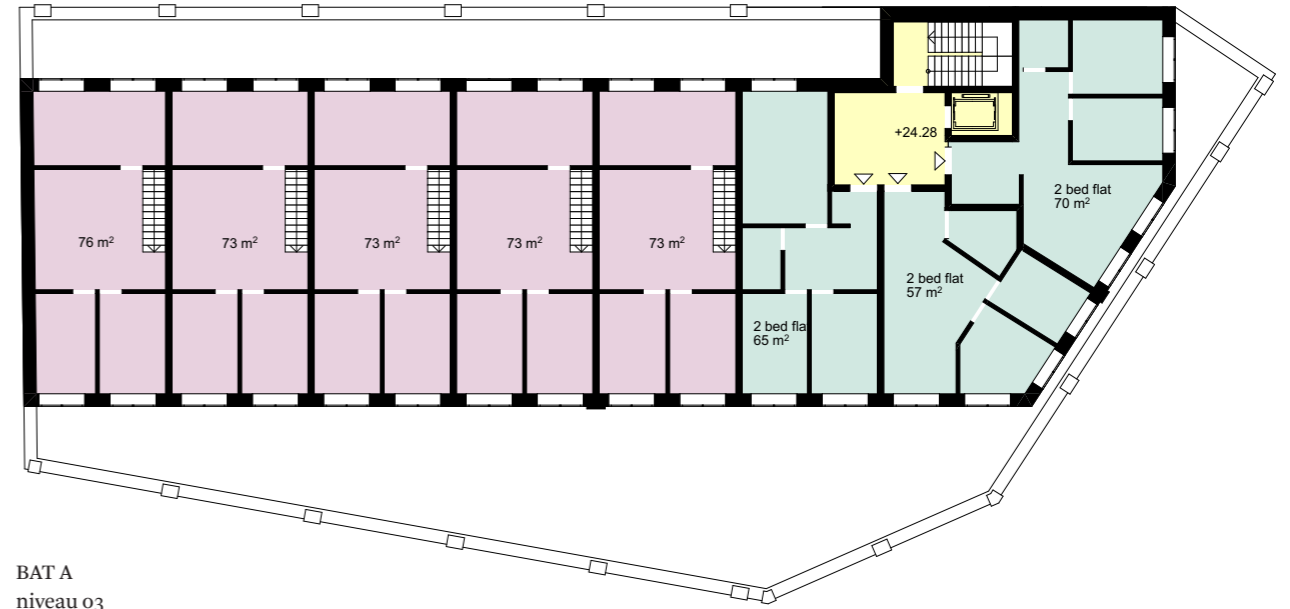 +24.28
2 bed flat
70 m²
76 m²
73 m²
73 m²
73 m²
73 m²
2 bed flat
57 m²
2 bed fla
65 m²
BAT A
niveau 03